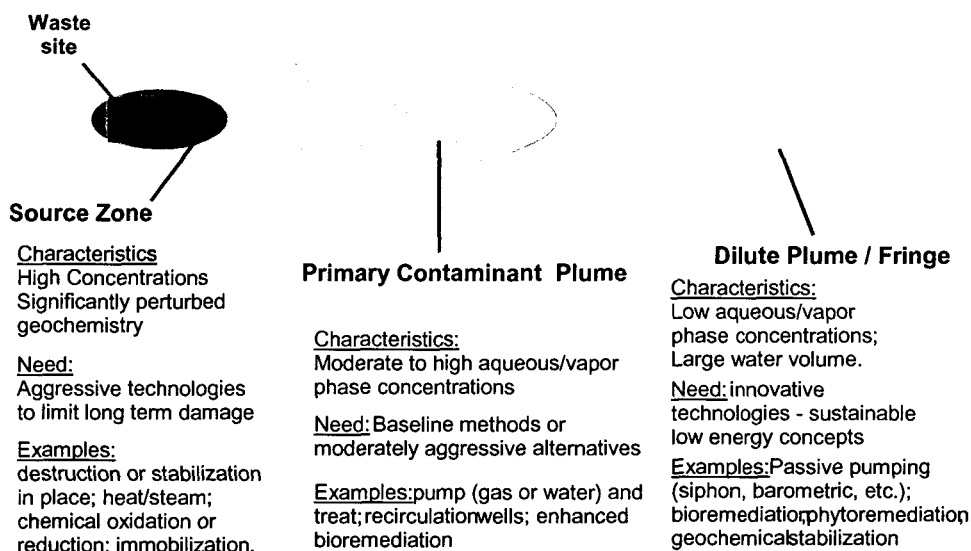 Waste
site
Source Zone
Characteristics
High Concentrations
Significantly perturbed
geochemistry
Need:
Aggressive technologies
to limit long term damage
Examples:
destruction or stabilization
in place; heat/steam;
chemical oxidation or
reduction; immobilization.
Primary Contaminant Plume
Characteristics:
Moderate to high aqueous/vapor
phase concentrations
Need: Baseline methods or
moderately aggressive alternatives
Examples:pump (gas or water) and
treat; recirculationwells; enhanced
bioremediation
Dilute Plume / Fringe
Characteristics:
Low aqueous/vapor
phase concentrations;
Large water volume.
Need: innovative
technologies - sustainable
low energy concepts
Examples:Passive pumping
(siphon, barometric, etc.);
bioremediation,phytoremediation,
geochemicalstabilization